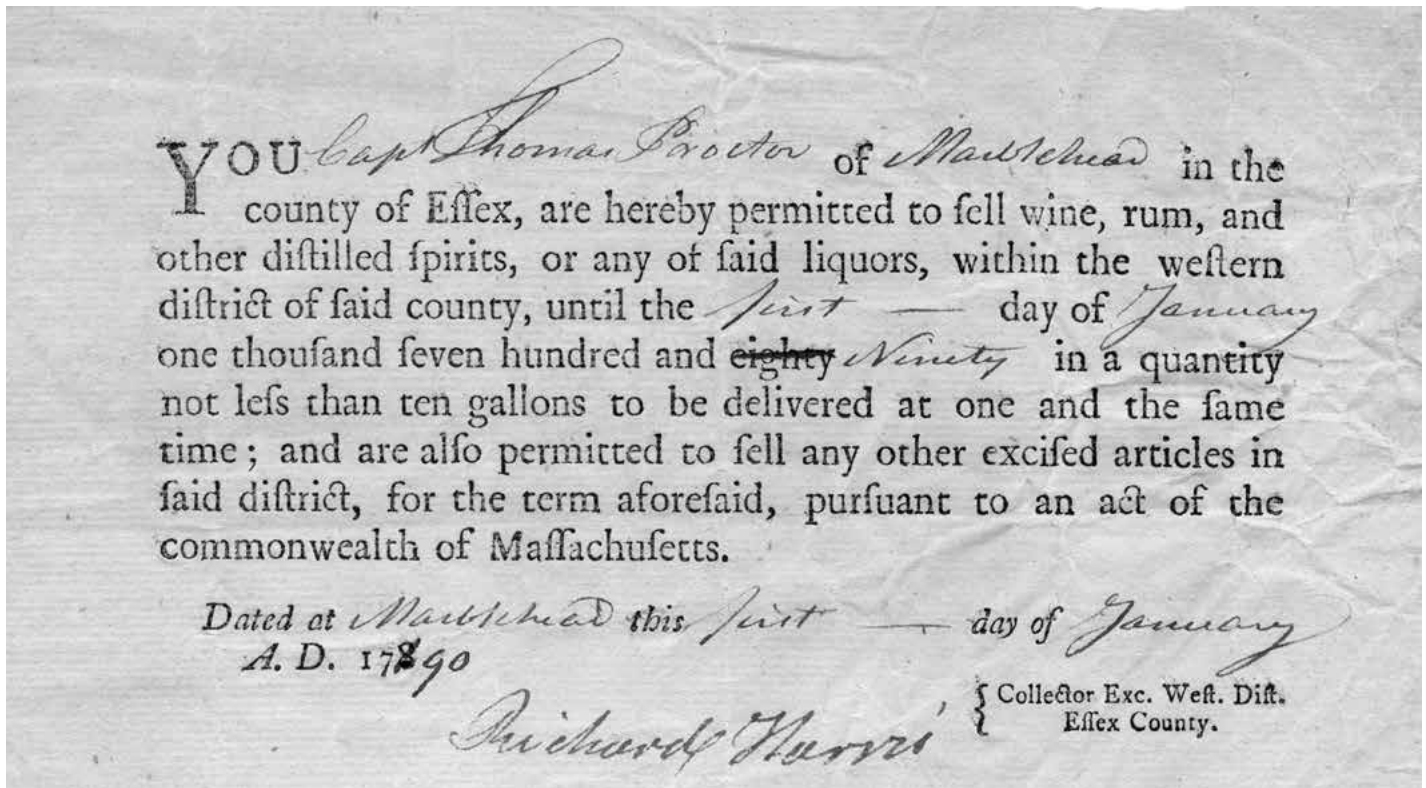 YOU Capt Thomas Proctor of Marblehead in the
county of Eſſex, are hereby permitted to ſell wine, rum, and
other diſtilled ſpirits, or any of ſaid liquors, within the weſtern
diſtrict of ſaid county, until the first — day of January
one thouſand ſeven hundred and eighty Ninety in a quantity
not leſs than ten gallons to be delivered at one and the ſame
time; and are alſo permitted to ſell any other exciſed articles in
ſaid diſtrict, for the term aforeſaid, purſuant to an act of the
commonwealth of Maſſachuſetts.
Dated at Marblehead this first — day of January
A. D. 17890
Collector Exc. Weſt. Diſt.
Eſſex County.
Richard Harris